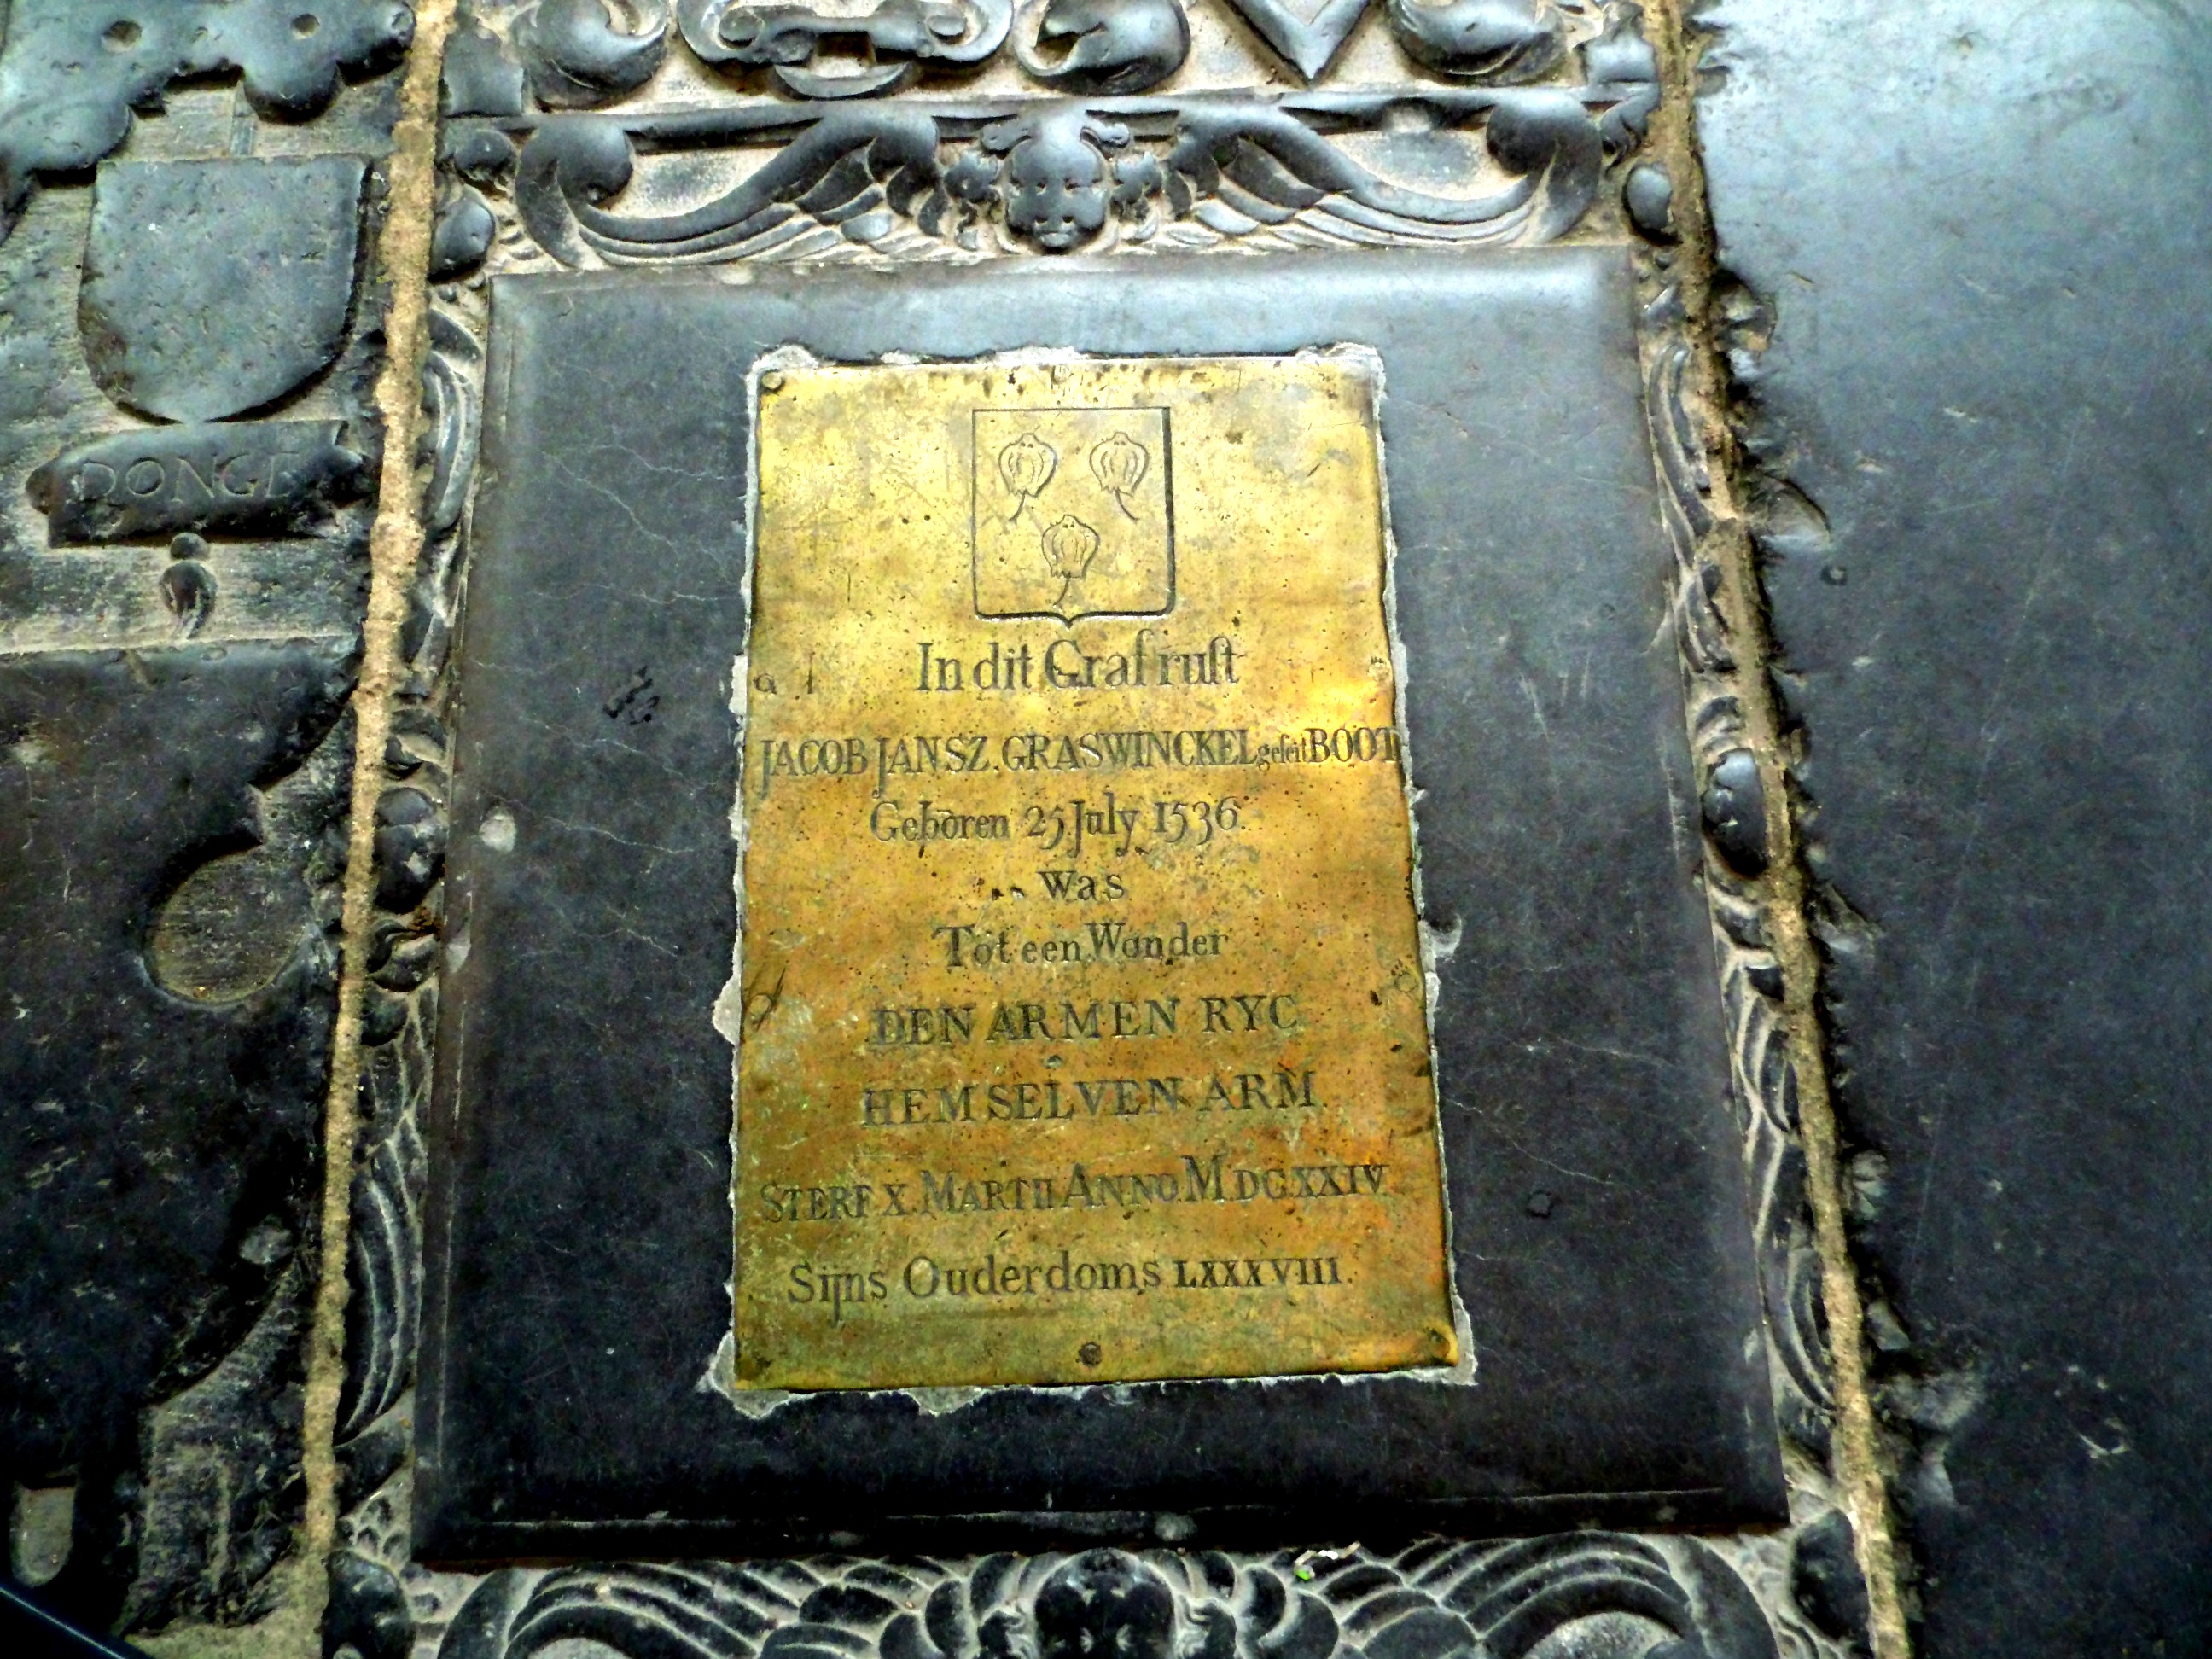 DONGE
In dit Graf rust
JACOB JANSZ. GRASWINCKEL geseit BOOT
Geboren 25 July 1536.
Was
Tot een Wonder
DEN ARMEN RYC
HEM SELVEN ARM
STERF X. MARTII ANNO. M.DC.XXIV.
Sijns Ouderdoms LXXXVIII.